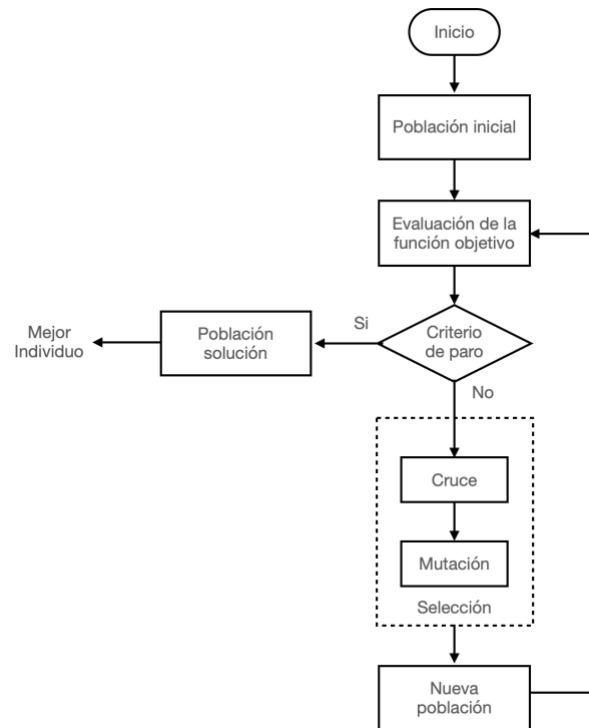 Inicio
Población inicial
Evaluación de la
función objetivo
Si
Criterio
de paro
Población
solución
Mejor
Individuo
No
Cruce
Mutación
Selección
Nueva
población